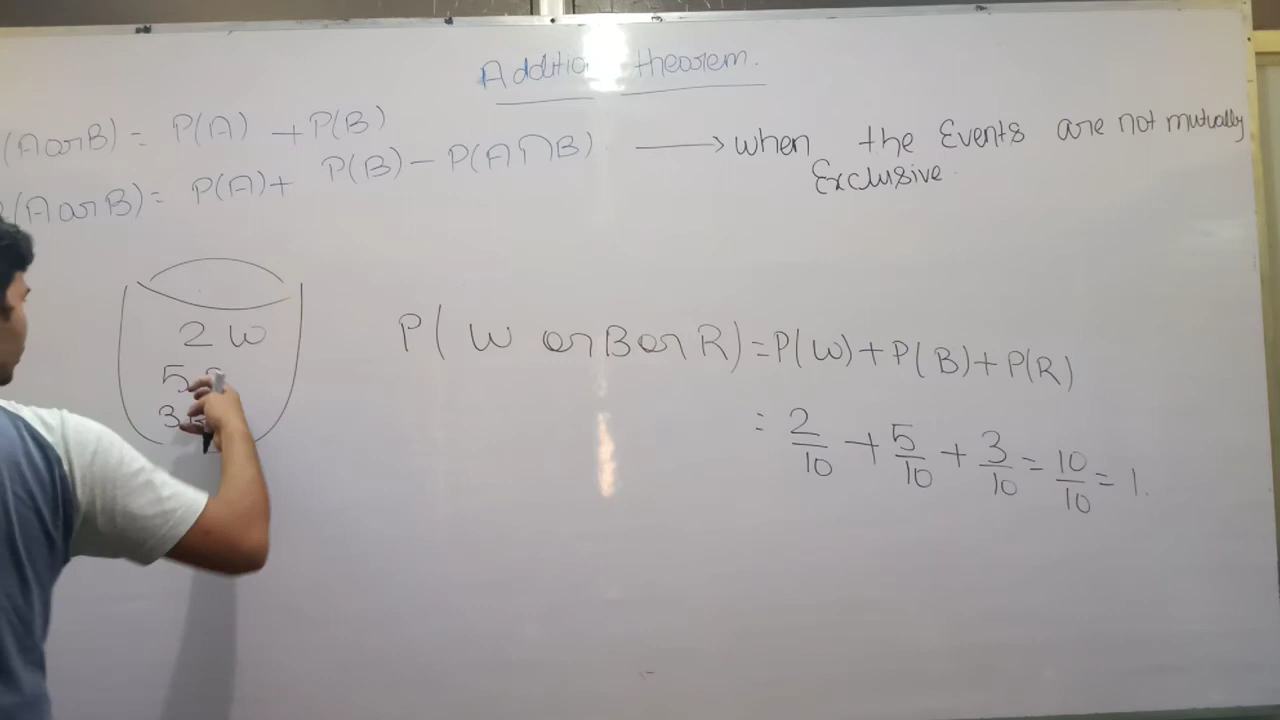 Addition theorem.
(A or B) = P(A) + P(B)
P(A or B) = P(A) + P(B) - P(A∩B) → when the Events are not mutually
Exclusive.
2 W
5
3
P( W or B or R) = P(W) + P(B) + P(R)
= 2/10 + 5/10 + 3/10 = 10/10 = 1.